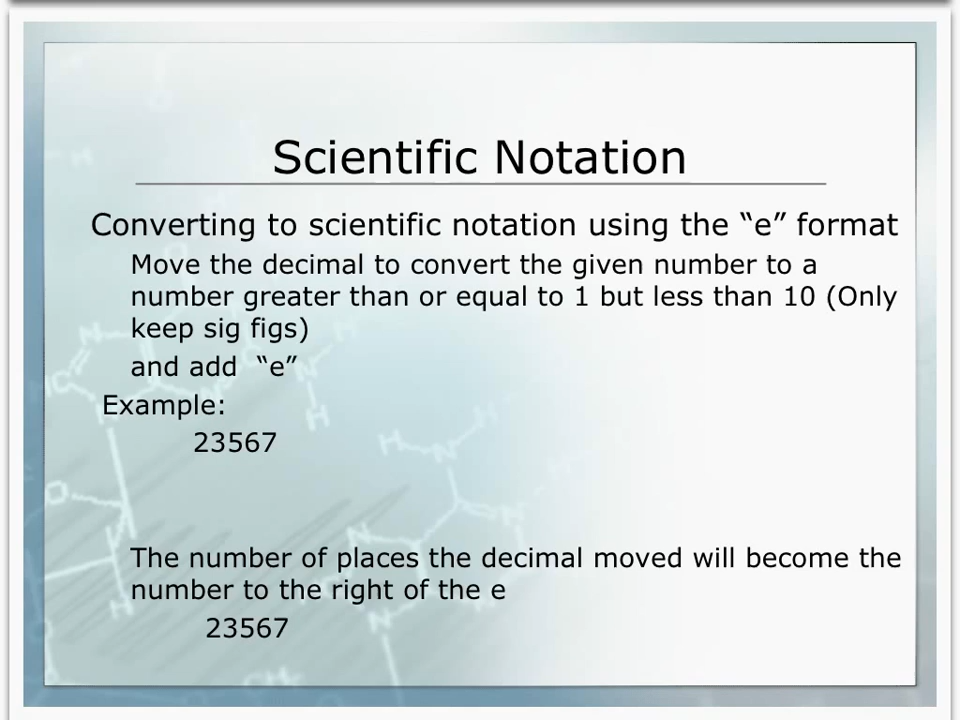 Scientific Notation
Converting to scientific notation using the “e” format
Move the decimal to convert the given number to a
number greater than or equal to 1 but less than 10 (Only
keep sig figs)
and add “e”
Example:
23567
The number of places the decimal moved will become the
number to the right of the e
23567